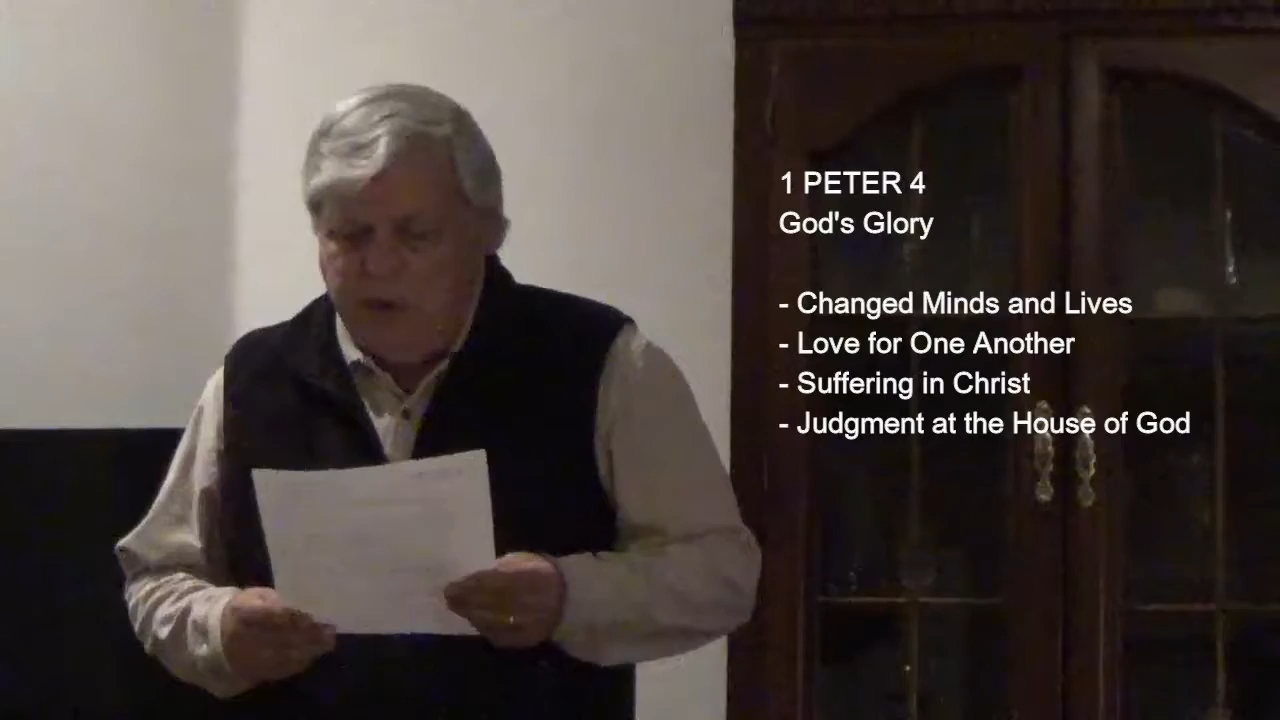 1 PETER 4
God's Glory
- Changed Minds and Lives
- Love for One Another
- Suffering in Christ
- Judgment at the House of God